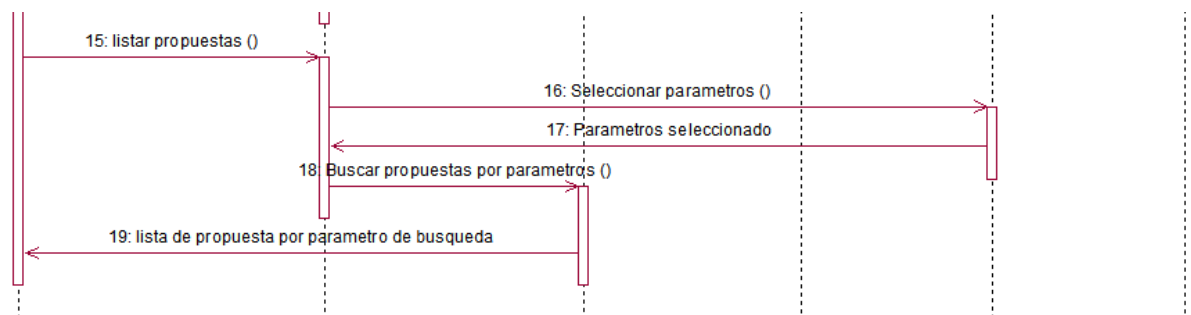 15: listar propuestas ()
16: Seleccionar parametros ()
17: Parametros seleccionado
18: Buscar propuestas por parametros ()
19: lista de propuesta por parametro de busqueda